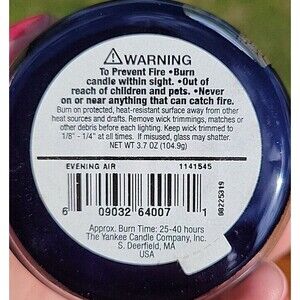 ⚠WARNING
To Prevent Fire •Burn
candle within sight. •Out of
reach of children and pets. •Never
on or near anything that can catch fire.
Burn on protected, heat-resistant surface away from other
heat sources and drafts. Remove wick trimmings, matches or
other debris before each lighting. Keep wick trimmed to
1/8" - 1/4" at all times. If misused, glass may shatter.
NET WT 3.7 OZ (104.9g)
EVENING AIR 1141545
6 09032 64007 1
08225319
Approx. Burn Time: 25-40 hours
The Yankee Candle Company, Inc.
S. Deerfield, MA
USA